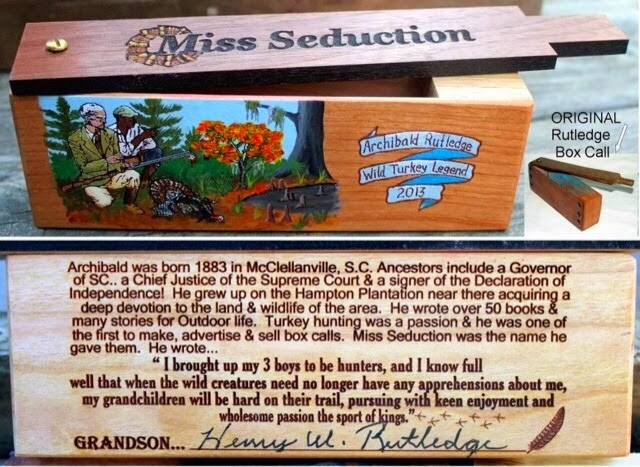 Miss Seduction
Archibald Rutledge
Wild Turkey Legend
2013
ORIGINAL
Rutledge
Box Call
Archibald was born 1883 in McClellanville, S.C. Ancestors include a Governor
of SC.. a Chief Justice of the Supreme Court & a signer of the Declaration of
Independence! He grew up on the Hampton Plantation near there acquiring a
deep devotion to the land & wildlife of the area. He wrote over 50 books &
many stories for Outdoor life. Turkey hunting was a passion & he was one of
the first to make, advertise & sell box calls. Miss Seduction was the name he
gave them. He wrote...
“ I brought up my 3 boys to be hunters, and I know full
well that when the wild creatures need no longer have any apprehensions about me,
my grandchildren will be hard on their trail, pursuing with keen enjoyment and
wholesome passion the sport of kings.”
GRANDSON... Henry W. Rutledge